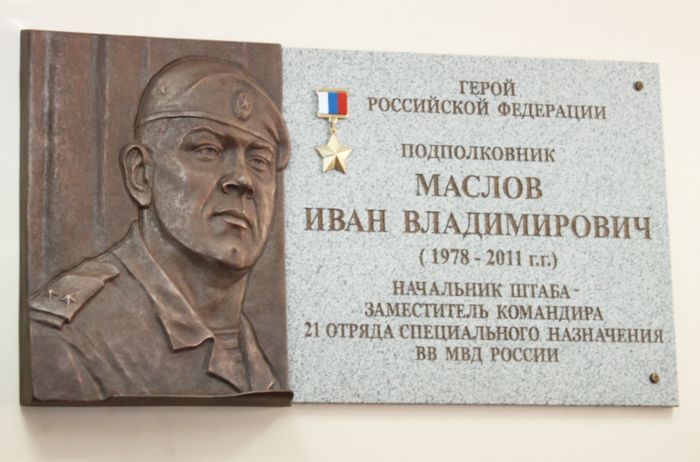 ГЕРОЙ
РОССИЙСКОЙ ФЕДЕРАЦИИ
ПОДПОЛКОВНИК
МАСЛОВ
ИВАН ВЛАДИМИРОВИЧ
( 1978 - 2011 г.г.)
НАЧАЛЬНИК ШТАБА-
ЗАМЕСТИТЕЛЬ КОМАНДИРА
21 ОТРЯДА СПЕЦИАЛЬНОГО НАЗНАЧЕНИЯ
ВВ МВД РОССИИ